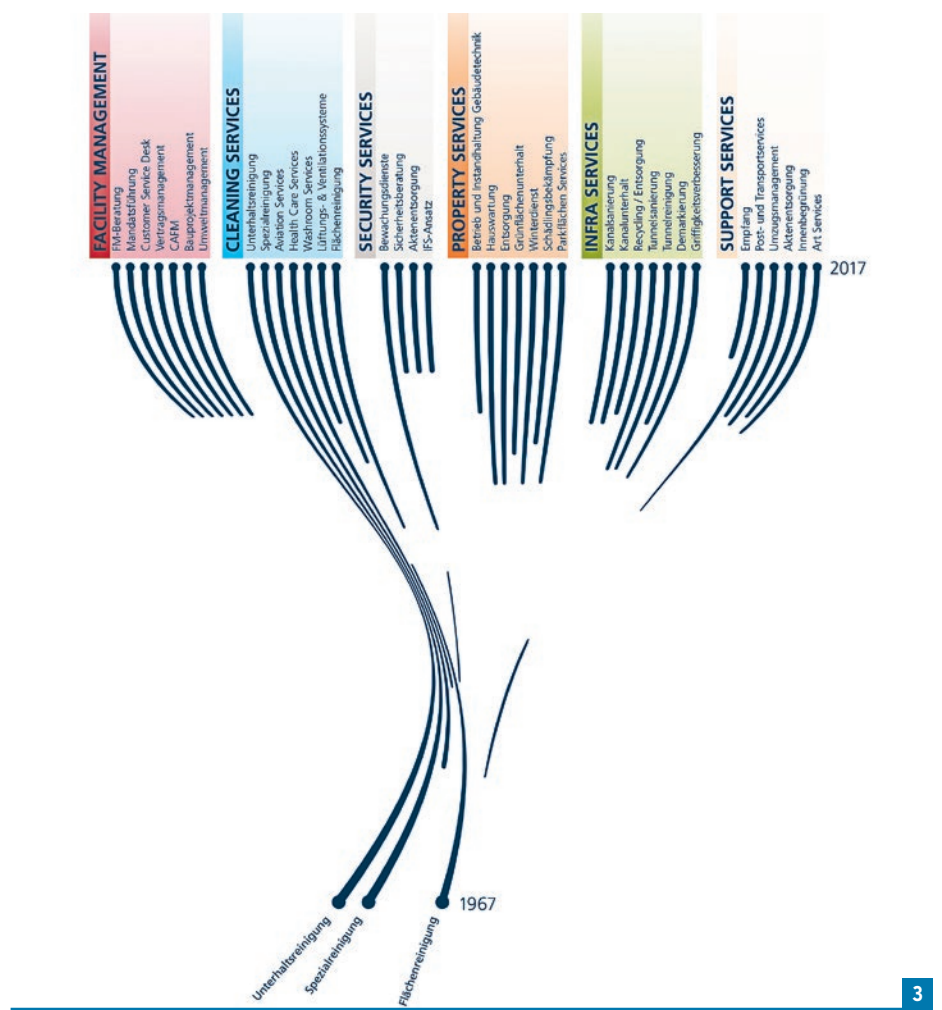 FACILITY MANAGEMENT
FM-Beratung
Mandatsführung
Customer Service Desk
Vertragsmanagement
CAFM
Bauprojektmanagement
Umweltmanagement
CLEANING SERVICES
Unterhaltsreinigung
Spezialreinigung
Aviation Services
Health Care Services
Washroom Services
Lüftungs- & Ventilationssysteme
Flächenreinigung
SECURITY SERVICES
Bewachungsdienste
Sicherheitsberatung
Aktenentsorgung
IFS-Ansatz
PROPERTY SERVICES
Betrieb und Instandhaltung Gebäudetechnik
Hauswartung
Entsorgung
Grünflächenunterhalt
Winterdienst
Schädlingsbekämpfung
Parkflächen Services
INFRA SERVICES
Kanalsanierung
Kanalunterhalt
Recycling / Entsorgung
Tunnelsanierung
Tunnelreinigung
Demarkierung
Griffigkeitsverbesserung
SUPPORT SERVICES
Empfang
Post- und Transportservices
Umzugsmanagement
Aktenentsorgung
Innenbegrünung
Art Services
2017
1967
Unterhaltsreinigung
Spezialreinigung
Flächenreinigung
3